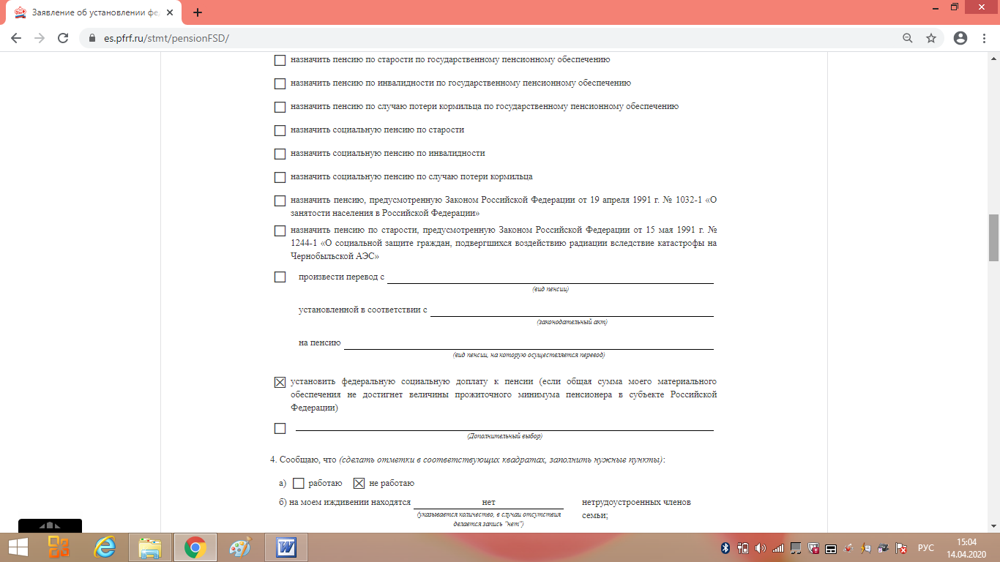 Заявление об установлении фе
es.pfrf.ru/stmt/pensionFSD/
назначить пенсию по старости по государственному пенсионному обеспечению
назначить пенсию по инвалидности по государственному пенсионному обеспечению
назначить пенсию по случаю потери кормильца по государственному пенсионному обеспечению
назначить социальную пенсию по старости
назначить социальную пенсию по инвалидности
назначить социальную пенсию по случаю потери кормильца
назначить пенсию, предусмотренную Законом Российской Федерации от 19 апреля 1991 г. № 1032-1 «О
занятости населения в Российской Федерации»
назначить пенсию по старости, предусмотренную Законом Российской Федерации от 15 мая 1991 г. №
1244-1 «О социальной защите граждан, подвергшихся воздействию радиации вследствие катастрофы на
Чернобыльской АЭС»
произвести перевод с
(вид пенсии)
установленной в соответствии с
(законодательный акт)
на пенсию
(вид пенсии, на которую осуществляется перевод)
установить федеральную социальную доплату к пенсии (если общая сумма моего материального
обеспечения не достигнет величины прожиточного минимума пенсионера в субъекте Российской
Федерации)
(Дополнительный выбор)
4. Сообщаю, что (сделать отметки в соответствующих квадратах, заполнить нужные пункты):
а) работаю не работаю
б) на моем иждивении находятся нет нетрудоустроенных членов
семьи;
(указывается количество, в случаи отсутствия
делается запись "нет")
РУС
15:04
14.04.2020